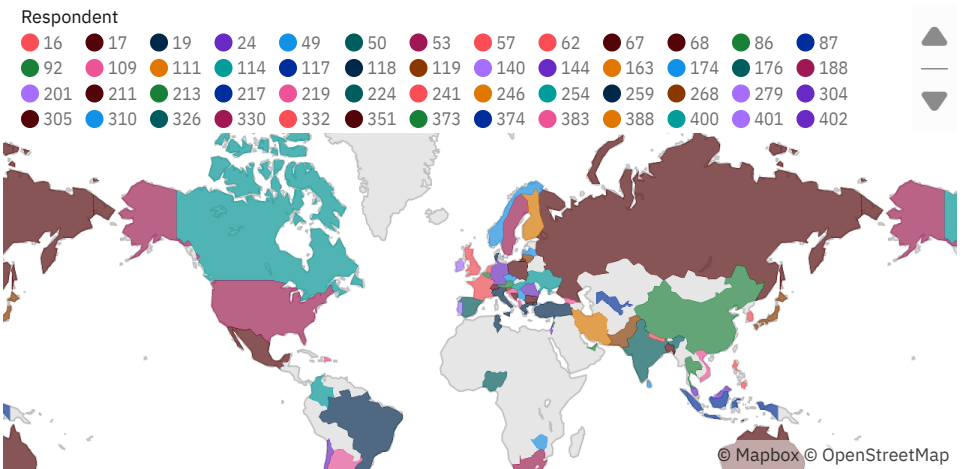 Respondent
16 17 19 24 49 50 53 57 62 67 68 86 87
92 109 111 114 117 118 119 140 144 163 174 176 188
201 211 213 217 219 224 241 246 254 259 268 279 304
305 310 326 330 332 351 373 374 383 388 400 401 402
© Mapbox © OpenStreetMap